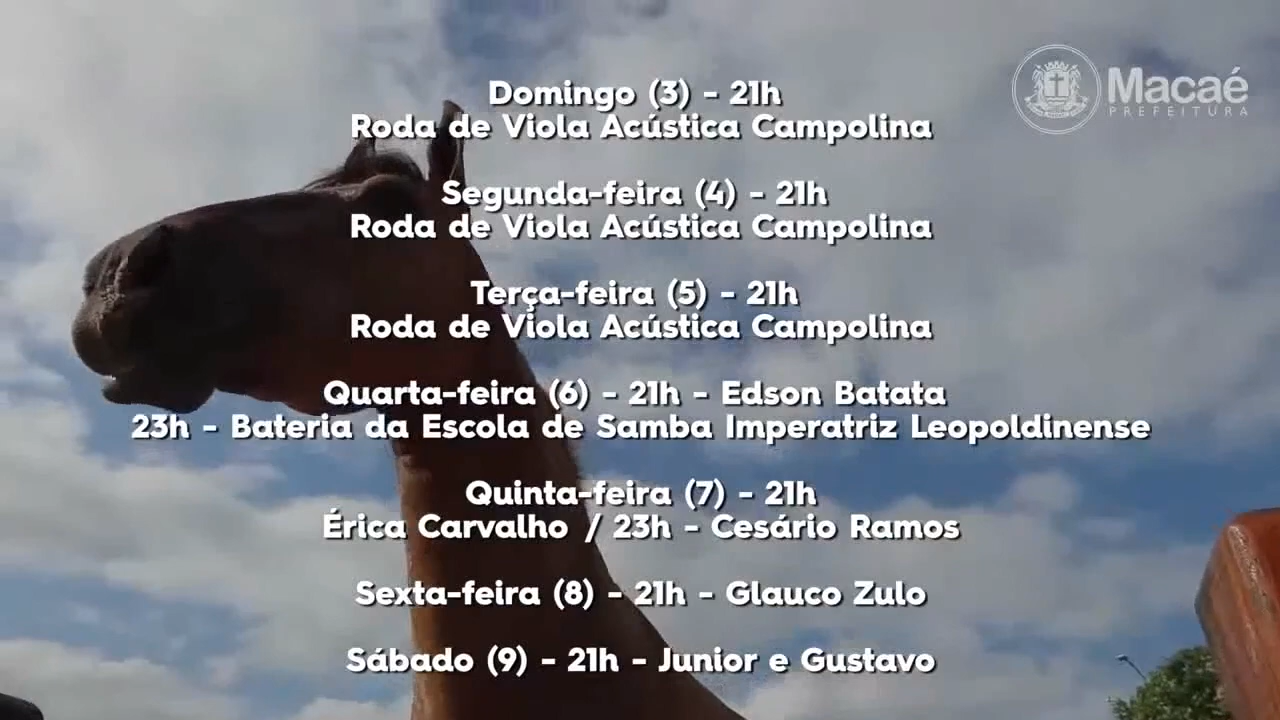 Macaé
PREFEITURA
Domingo (3) - 21h
Roda de Viola Acústica Campolina
Segunda-feira (4) - 21h
Roda de Viola Acústica Campolina
Terça-feira (5) - 21h
Roda de Viola Acústica Campolina
Quarta-feira (6) - 21h - Edson Batata
23h - Bateria da Escola de Samba Imperatriz Leopoldinense
Quinta-feira (7) - 21h
Érica Carvalho / 23h - Cesário Ramos
Sexta-feira (8) - 21h - Glauco Zulo
Sábado (9) - 21h - Junior e Gustavo